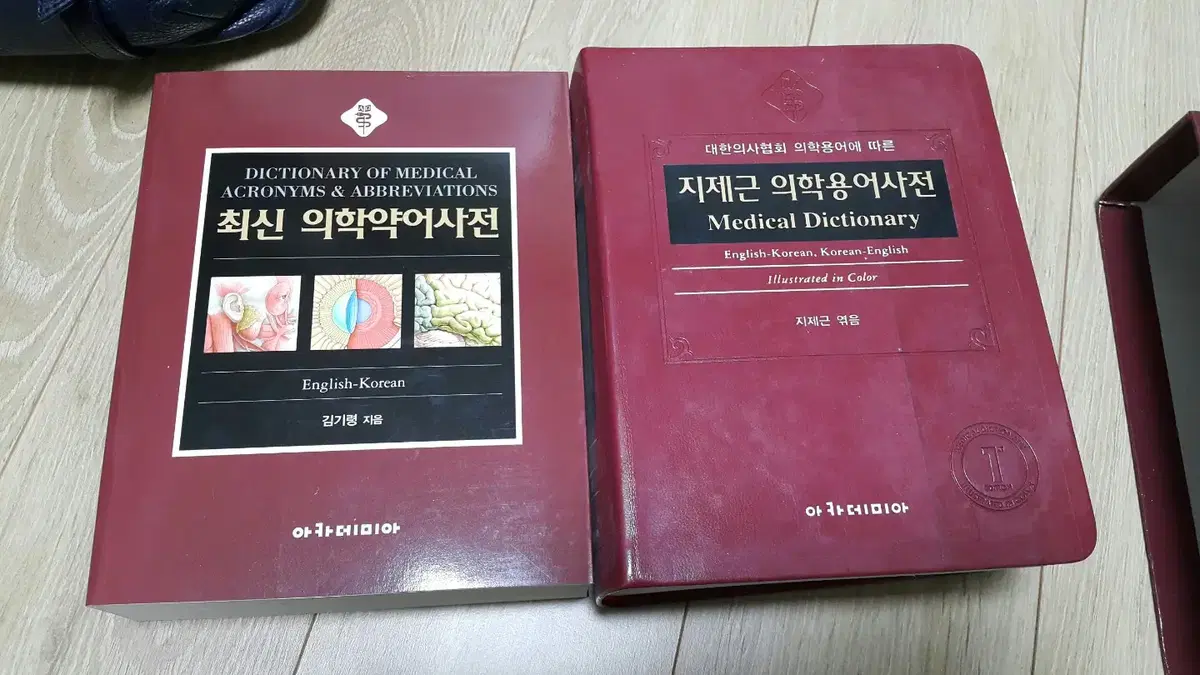 DICTIONARY OF MEDICAL
ACRONYMS & ABBREVIATIONS
최신 의학약어사전
English-Korean
김기령 지음
아카데미아
대한의사협회 의학용어에 따른
지제근 의학용어사전
Medical Dictionary
English-Korean, Korean-English
Illustrated in Color
지제근 엮음
T
아카데미아